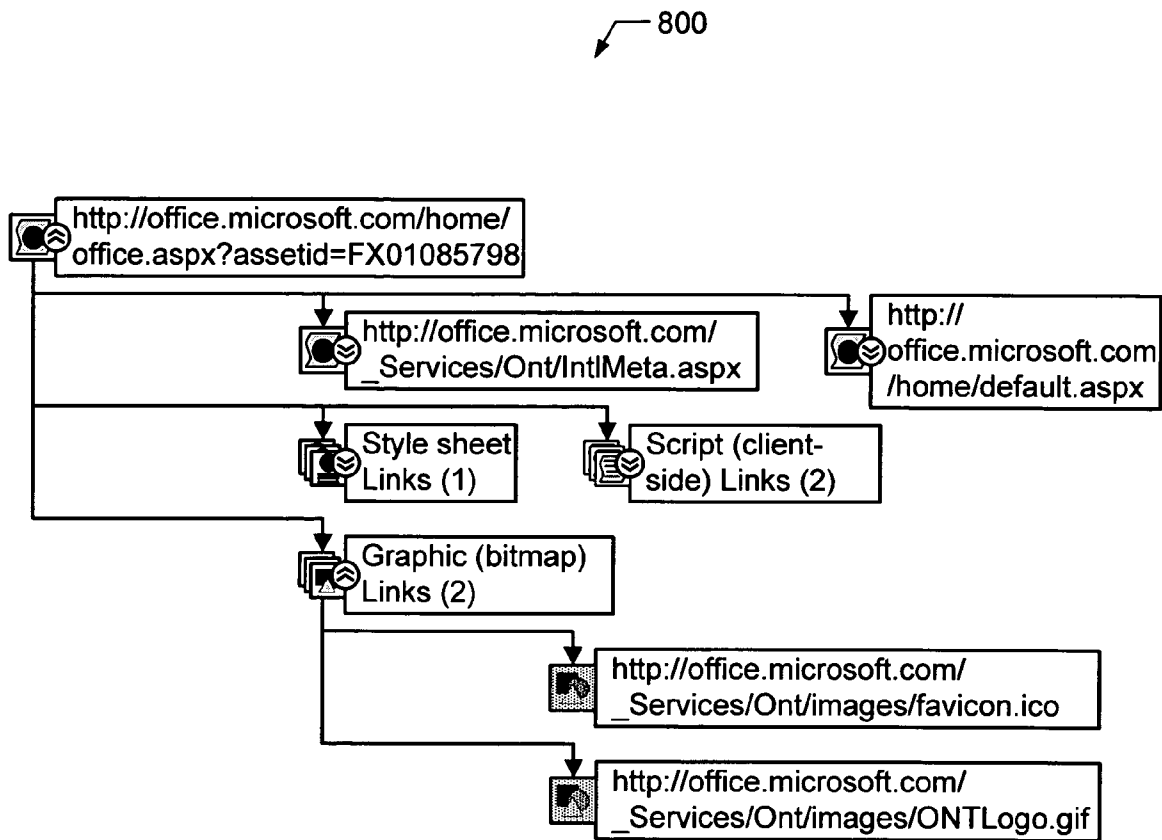 800
http://office.microsoft.com/home/
office.aspx?assetid=FX01085798
http://office.microsoft.com/
_Services/Ont/IntlMeta.aspx
http://
office.microsoft.com
/home/default.aspx
Style sheet
Links (1)
Script (client-
side) Links (2)
Graphic (bitmap)
Links (2)
http://office.microsoft.com/
_Services/Ont/images/favicon.ico
http://office.microsoft.com/
_Services/Ont/images/ONTLogo.gif